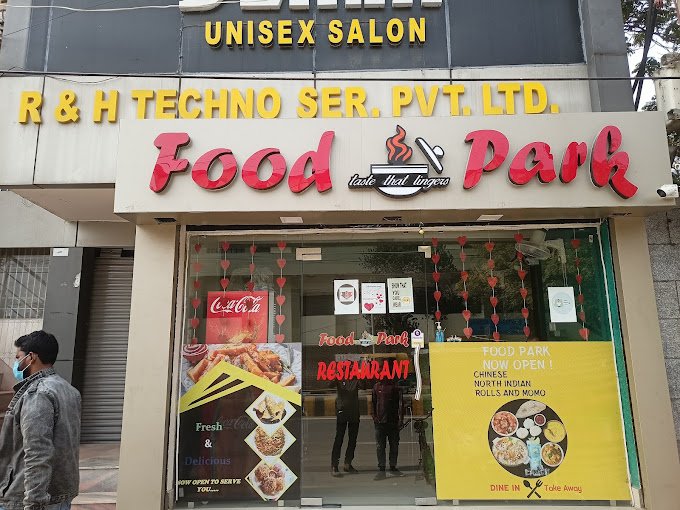 UNISEX SALON
R & H TECHNO SER. PVT. LTD.
Food Park
taste that lingers
Coca-Cola
Fresh
&
Delicious
NOW OPEN TO SERVE
YOU.....
Food Park
RESTAURANT
FOOD PARK
NOW OPEN !
CHINESE
NORTH INDIAN
ROLLS AND MOMO
DINE IN
Take Away